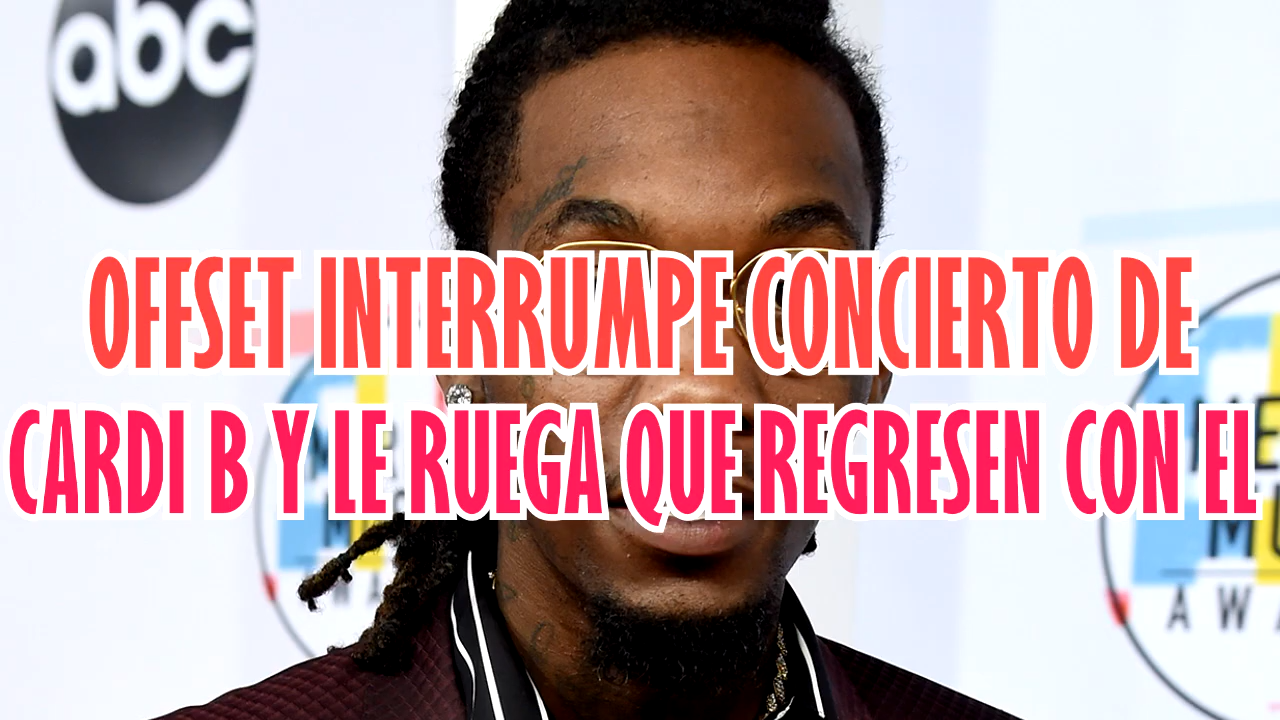 abc
OFFSET INTERRUMPE CONCIERTO DE
CARDI B Y LE RUEGA QUE REGRESEN CON EL